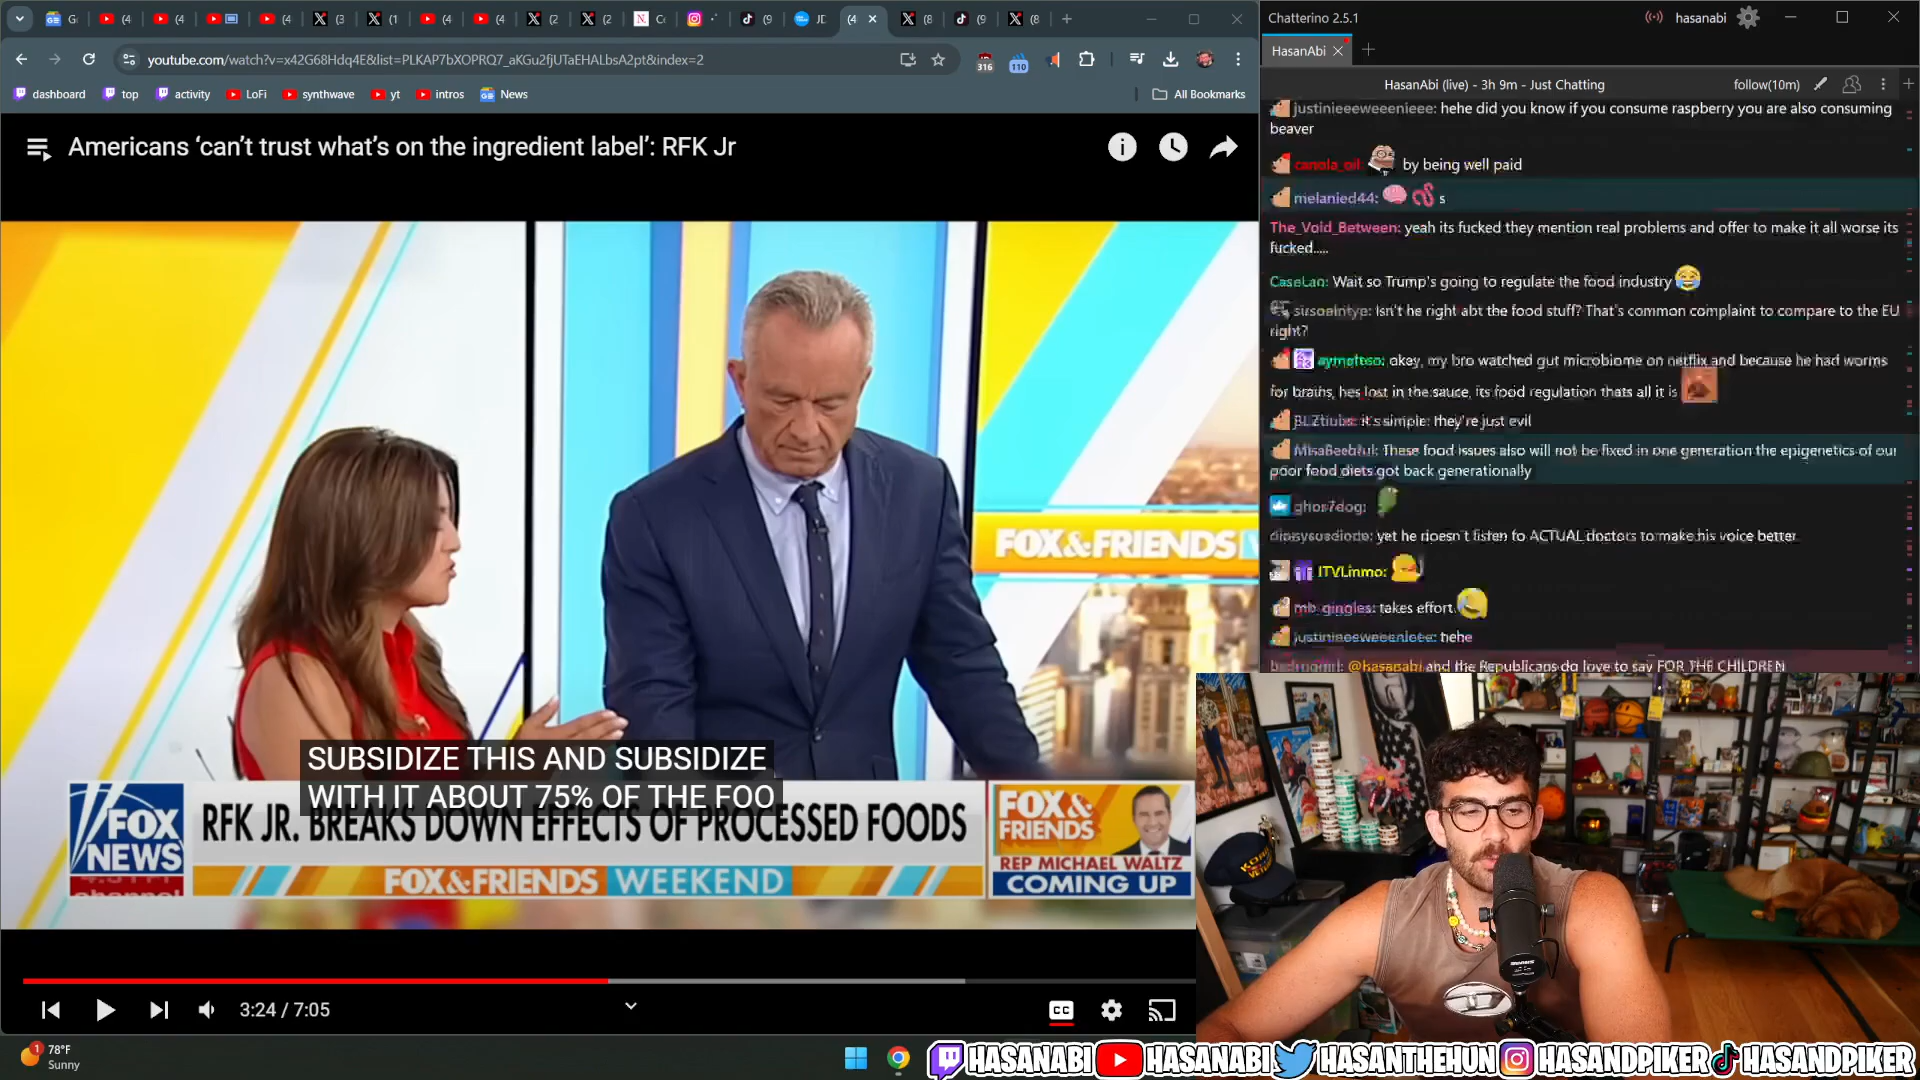 Chatterino 2.5.1
hasanabi
youtube.com/watch?v=x42G68Hdq4E&list=PLKAP7bXOPRQ7_aKGu2fjUTaEHALbsA2pt&index=2
316
110
dashboard
top
activity
LoFi
synthwave
yt
intros
News
All Bookmarks
Americans ‘can’t trust what’s on the ingredient label’: RFK Jr
FOX&FRIENDS
SUBSIDIZE THIS AND SUBSIDIZE
WITH IT ABOUT 75% OF THE FOO
FOX
NEWS
channel
RFK JR. BREAKS DOWN EFFECTS OF PROCESSED FOODS
FOX&FRIENDS WEEKEND
FOX&
FRIENDS
REP MICHAEL WALTZ
COMING UP
3:24 / 7:05
CC
1
78°F
Sunny
HasanAbi
HasanAbi (live) - 3h 9m - Just Chatting
follow(10m)
justinieeeweeenieee: hehe did you know if you consume raspberry you are also consuming
beaver
canola_oil: by being well paid
melanied44: s
The_Void_Between: yeah its fucked they mention real problems and offer to make it all worse its
fucked.....
CaseLan: Wait so Trump's going to regulate the food industry
Isn't he right abt the food stuff? That's common complaint to compare to the EU
right?
okay, my bro watched gut microbiome on netflix and because he had worms
for brains, hes lost in the sauce, its food regulation thats all it is
it's simple: they're just evil
These food issues also will not be fixed in one generation the epigenetics of our
poor food diets got back generationally
yet he doesn't listen to ACTUAL doctors to make his voice better
takes effort
hehe
@hasanabi and the Republicans do love to say FOR THE CHILDREN
HASANABI
HASANABI
HASANTHEHUN
HASANDPIKER
HASANDPIKER